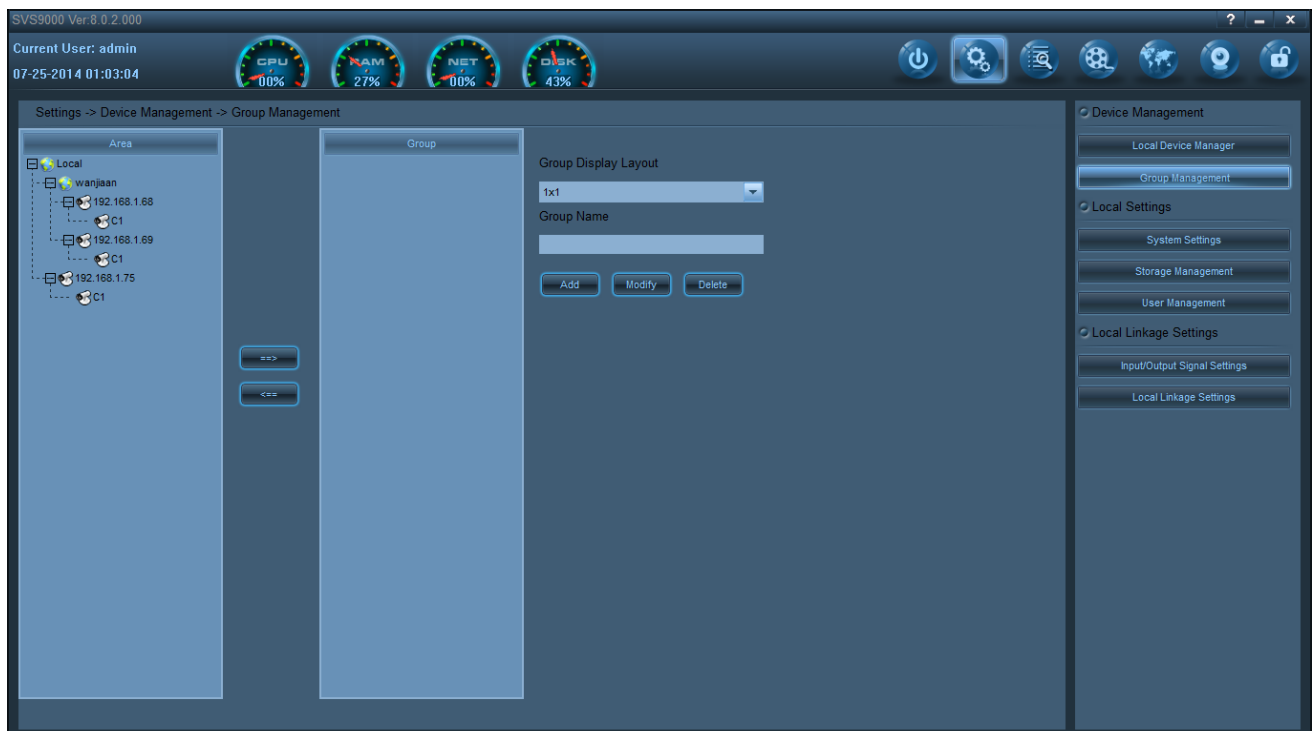 SVS9000 Ver:8.0.2.000
? – x
Current User: admin
07-25-2014 01:03:04
CPU
00%
RAM
27%
NET
00%
DISK
43%
Settings -> Device Management -> Group Management
Area
Local
wanjiaan
192.168.1.68
C1
192.168.1.69
C1
192.168.1.75
C1
==>
<==
Group
Group Display Layout
1x1
Group Name
Add Modify Delete
Device Management
Local Device Manager
Group Management
Local Settings
System Settings
Storage Management
User Management
Local Linkage Settings
Input/Output Signal Settings
Local Linkage Settings